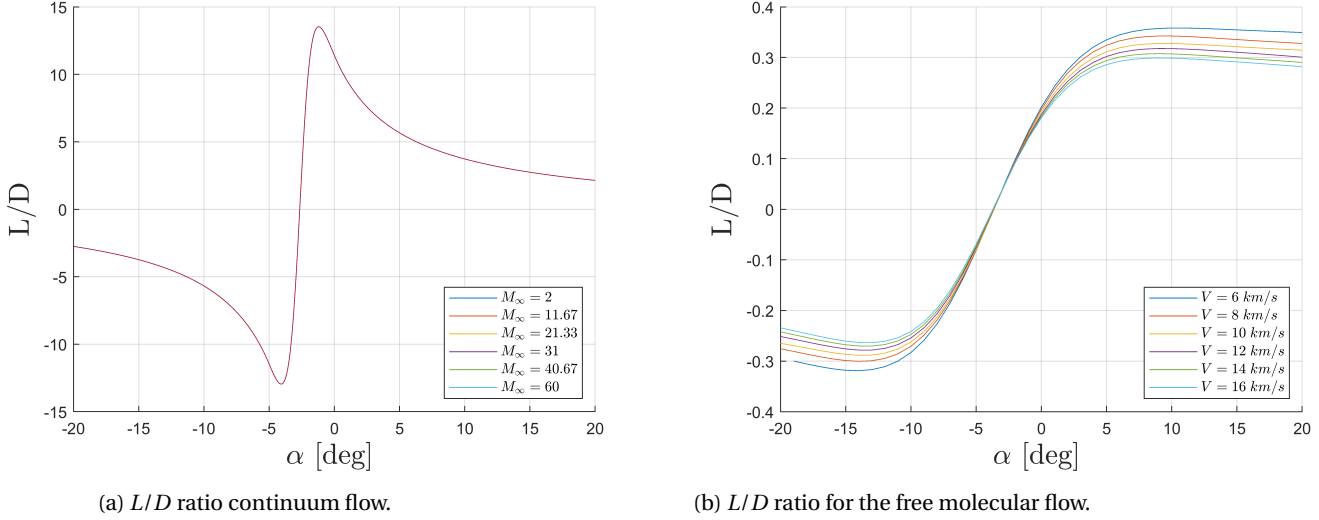 15
10
5
0
-5
-10
-15
L/D
-20
-15
-10
-5
0
5
10
15
20
α [deg]
M∞ = 2
M∞ = 11.67
M∞ = 21.33
M∞ = 31
M∞ = 40.67
M∞ = 60
(a) L/D ratio continuum flow.
0.4
0.3
0.2
0.1
0
-0.1
-0.2
-0.3
-0.4
L/D
-20
-15
-10
-5
0
5
10
15
20
α [deg]
V = 6 km/s
V = 8 km/s
V = 10 km/s
V = 12 km/s
V = 14 km/s
V = 16 km/s
(b) L/D ratio for the free molecular flow.